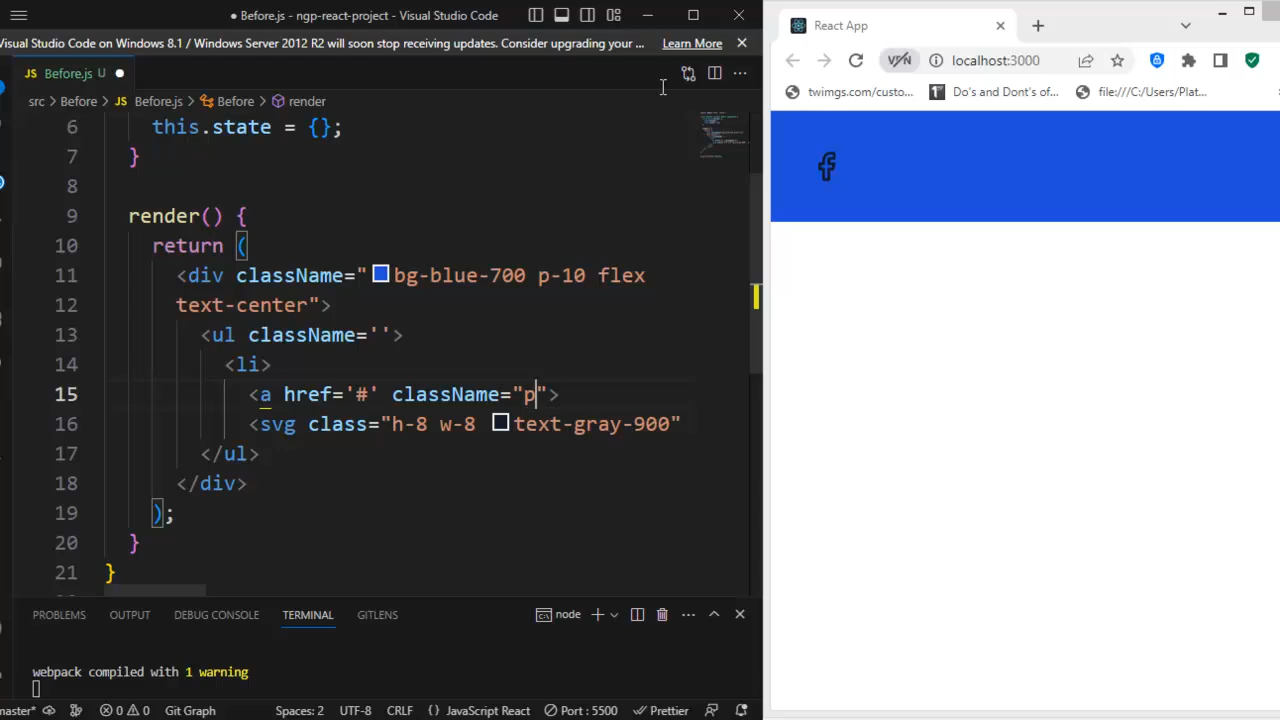 Before.js - ngp-react-project - Visual Studio Code
Visual Studio Code on Windows 8.1 / Windows Server 2012 R2 will soon stop receiving updates. Consider upgrading your ... Learn More
JS Before.js U
src > Before > JS Before.js > Before > render
6 this.state = {};
7 }
8
9 render() {
10 return (
11 <div className="bg-blue-700 p-10 flex
12 text-center">
13 <ul className=''>
14 <li>
15 <a href='#' className="p">
16 <svg class="h-8 w-8 text-gray-900"
17 </ul>
18 </div>
19 );
20 }
21 }
PROBLEMS OUTPUT DEBUG CONSOLE TERMINAL GITLENS node
webpack compiled with 1 warning
master* 0 0 Git Graph Spaces: 2 UTF-8 CRLF {} JavaScript React Port : 5500 Prettier
React App
VPN localhost:3000
twimgs.com/custo... Do's and Dont's of... file:///C:/Users/Plat...